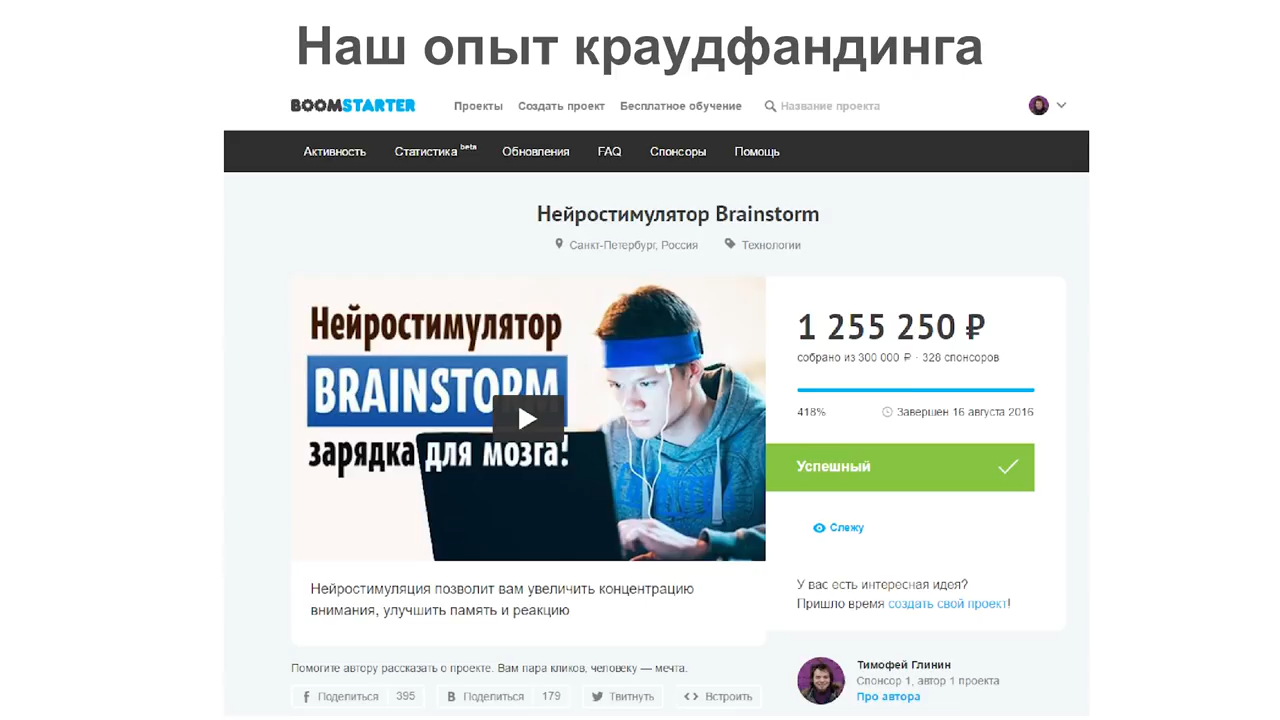 Наш опыт краудфандинга
BOOMSTARTER Проекты Создать проект Бесплатное обучение Название проекта
Активность Статистика beta Обновления FAQ Спонсоры Помощь
Нейростимулятор Brainstorm
Санкт-Петербург, Россия Технологии
Нейростимулятор
BRAINSTORM
зарядка для мозга!
1 255 250 ₽
собрано из 300 000 ₽ · 328 спонсоров
418% Завершен 16 августа 2016
Успешный
Слежу
Нейростимуляция позволит вам увеличить концентрацию
внимания, улучшить память и реакцию
У вас есть интересная идея?
Пришло время создать свой проект!
Помогите автору рассказать о проекте. Вам пара кликов, человеку — мечта.
f Поделиться 395 B Поделиться 179 Твитнуть <> Встроить
Тимофей Глинин
Спонсор 1, автор 1 проекта
Про автора